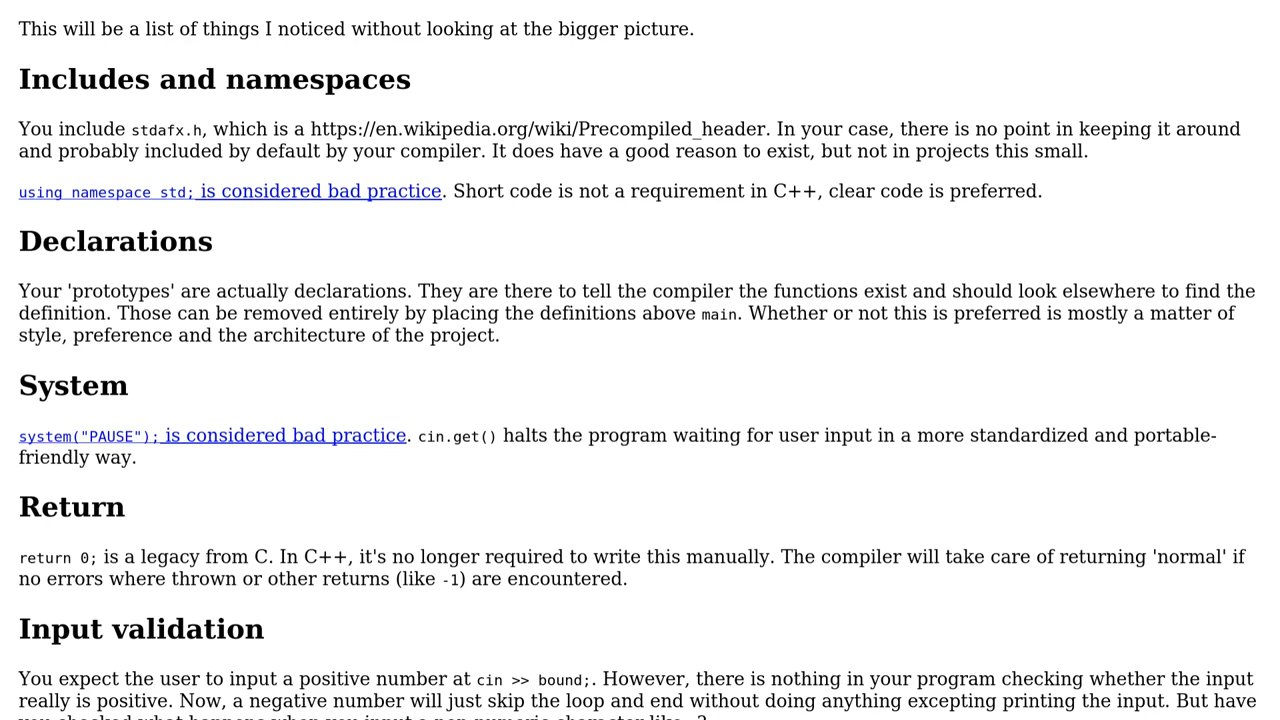 This will be a list of things I noticed without looking at the bigger picture.
Includes and namespaces
You include stdafx.h, which is a https://en.wikipedia.org/wiki/Precompiled_header. In your case, there is no point in keeping it around
and probably included by default by your compiler. It does have a good reason to exist, but not in projects this small.
using namespace std; is considered bad practice. Short code is not a requirement in C++, clear code is preferred.
Declarations
Your 'prototypes' are actually declarations. They are there to tell the compiler the functions exist and should look elsewhere to find the
definition. Those can be removed entirely by placing the definitions above main. Whether or not this is preferred is mostly a matter of
style, preference and the architecture of the project.
System
system("PAUSE"); is considered bad practice. cin.get() halts the program waiting for user input in a more standardized and portable-
friendly way.
Return
return 0; is a legacy from C. In C++, it's no longer required to write this manually. The compiler will take care of returning 'normal' if
no errors where thrown or other returns (like -1) are encountered.
Input validation
You expect the user to input a positive number at cin >> bound;. However, there is nothing in your program checking whether the input
really is positive. Now, a negative number will just skip the loop and end without doing anything excepting printing the input. But have